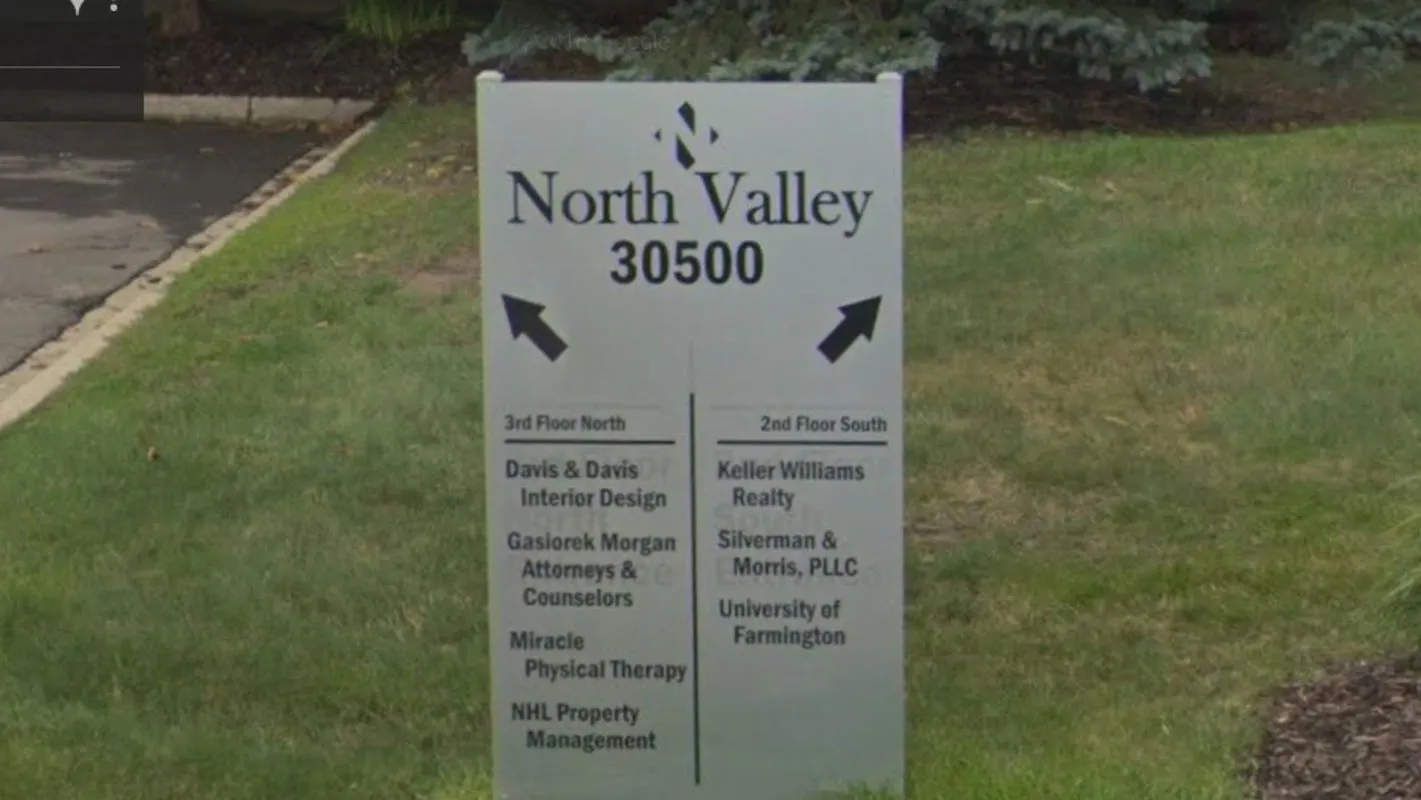 North Valley
30500
3rd Floor North
Davis & Davis
Interior Design
Gasiorek Morgan
Attorneys &
Counselors
Miracle
Physical Therapy
NHL Property
Management
2nd Floor South
Keller Williams
Realty
Silverman &
Morris, PLLC
University of
Farmington